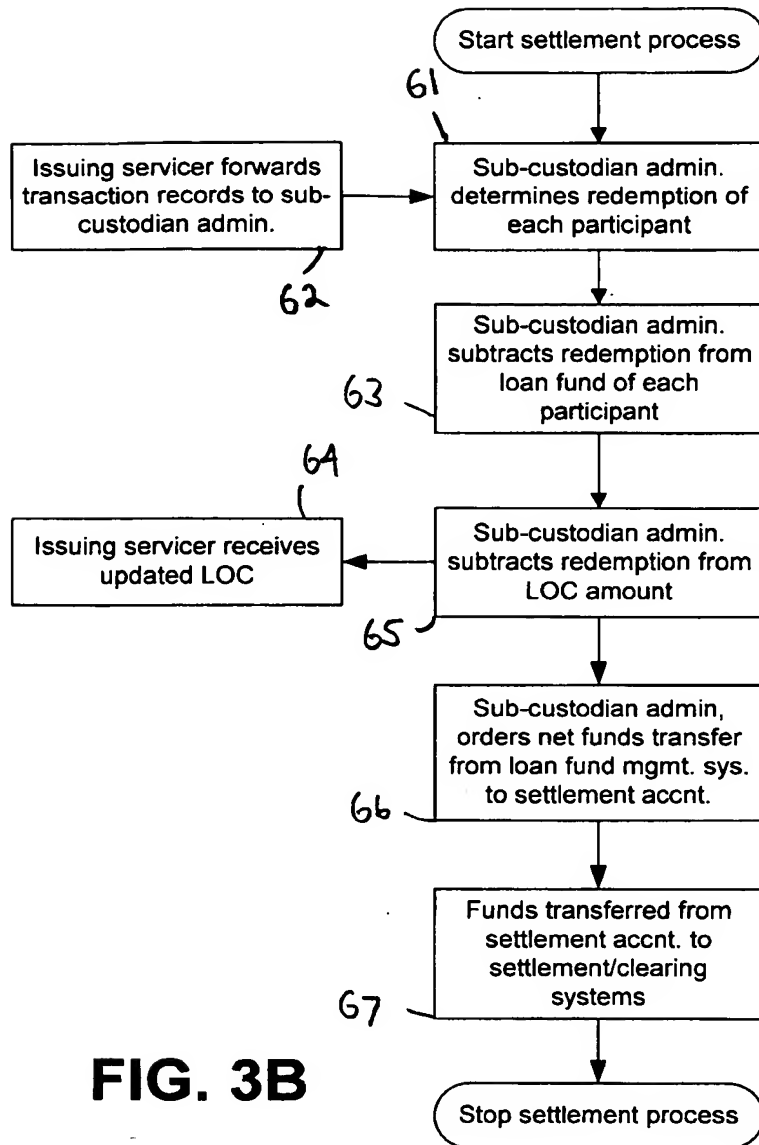 Start settlement process
61
Issuing servicer forwards
transaction records to sub-
custodian admin.
62
Sub-custodian admin.
determines redemption of
each participant
Sub-custodian admin.
subtracts redemption from
loan fund of each
participant
63
64
Issuing servicer receives
updated LOC
Sub-custodian admin.
subtracts redemption from
LOC amount
65
Sub-custodian admin,
orders net funds transfer
from loan fund mgmt. sys.
to settlement accnt.
66
Funds transferred from
settlement accnt. to
settlement/clearing
systems
67
FIG. 3B
Stop settlement process